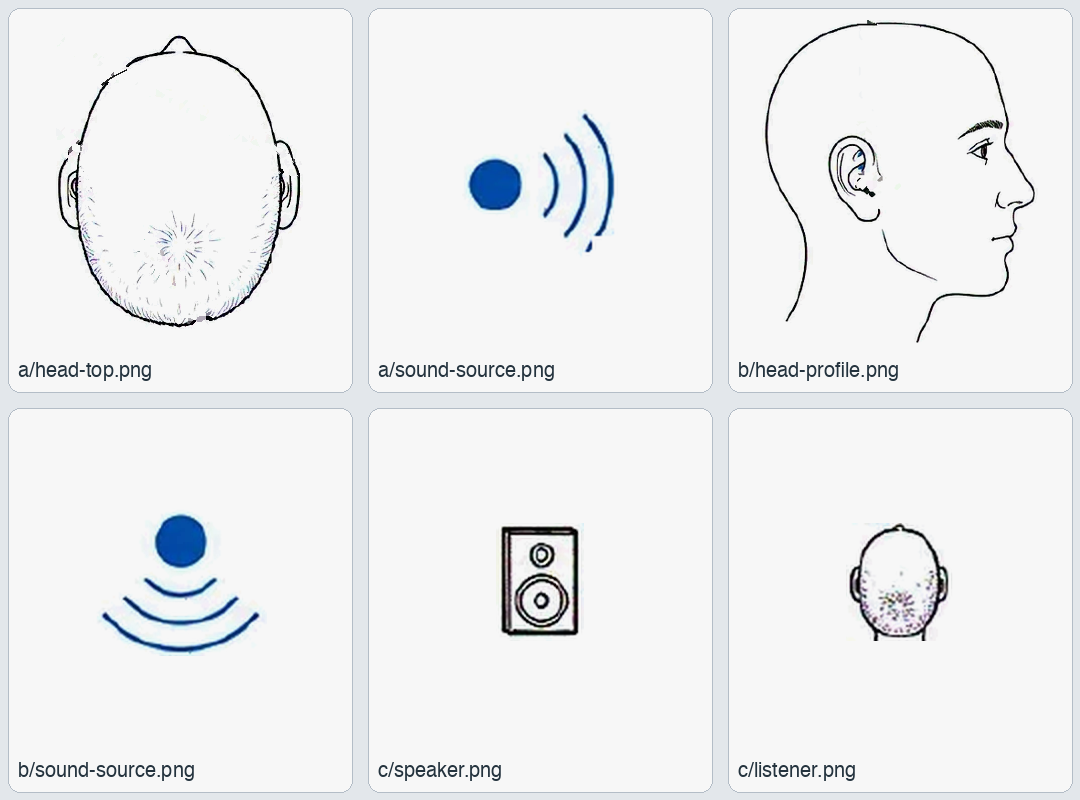 a/head-top.png
a/sound-source.png
b/head-profile.png
b/sound-source.png
c/speaker.png
c/listener.png